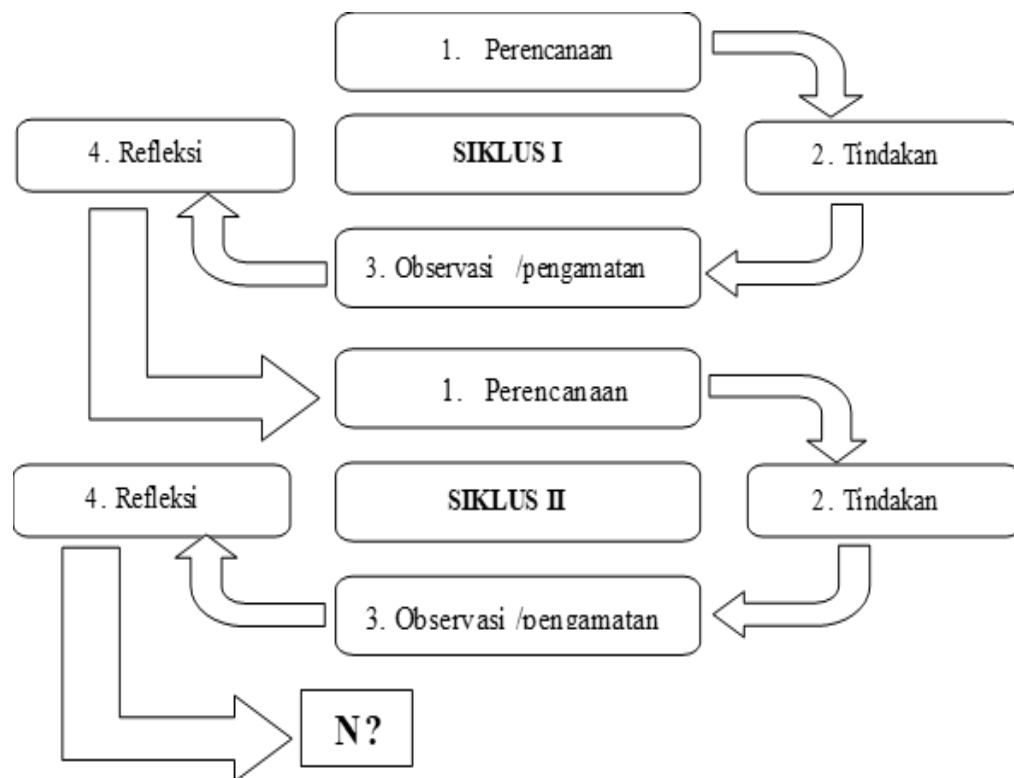 1. Perencanaan
4. Refleksi
SIKLUS I
2. Tindakan
3. Observasi /pengamatan
1. Perencanaan
4. Refleksi
SIKLUS II
2. Tindakan
3. Observasi /pengamatan
N?